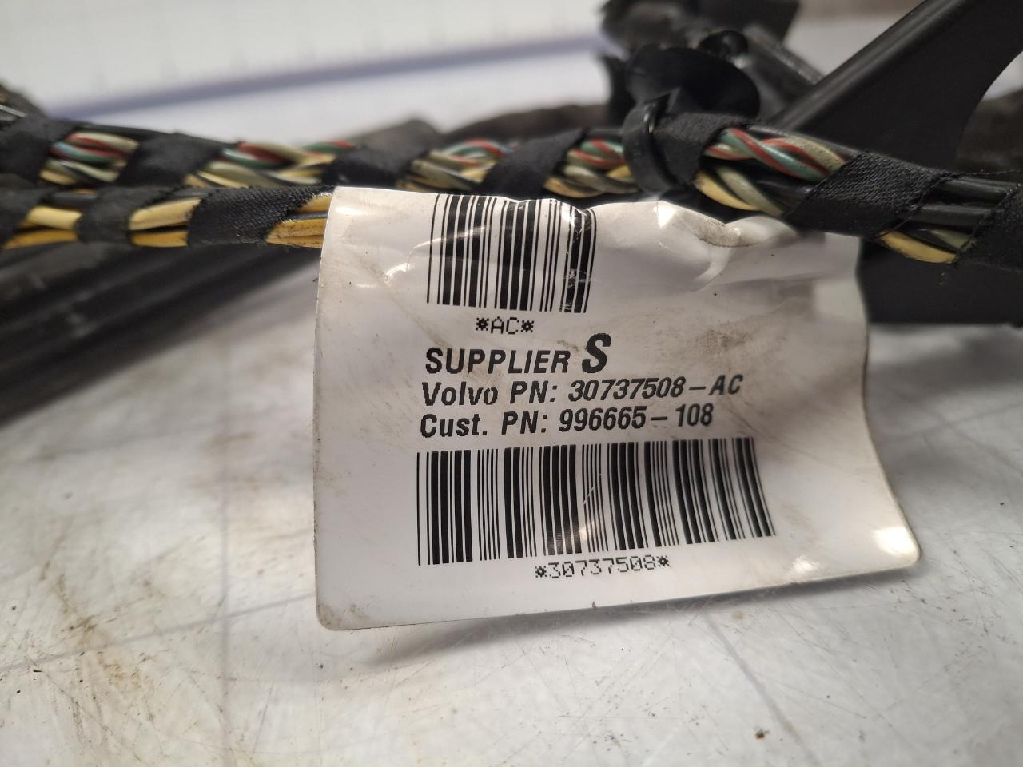 *AC*
SUPPLIER S
Volvo PN: 30737508-AC
Cust. PN: 996665-108
*30737508*